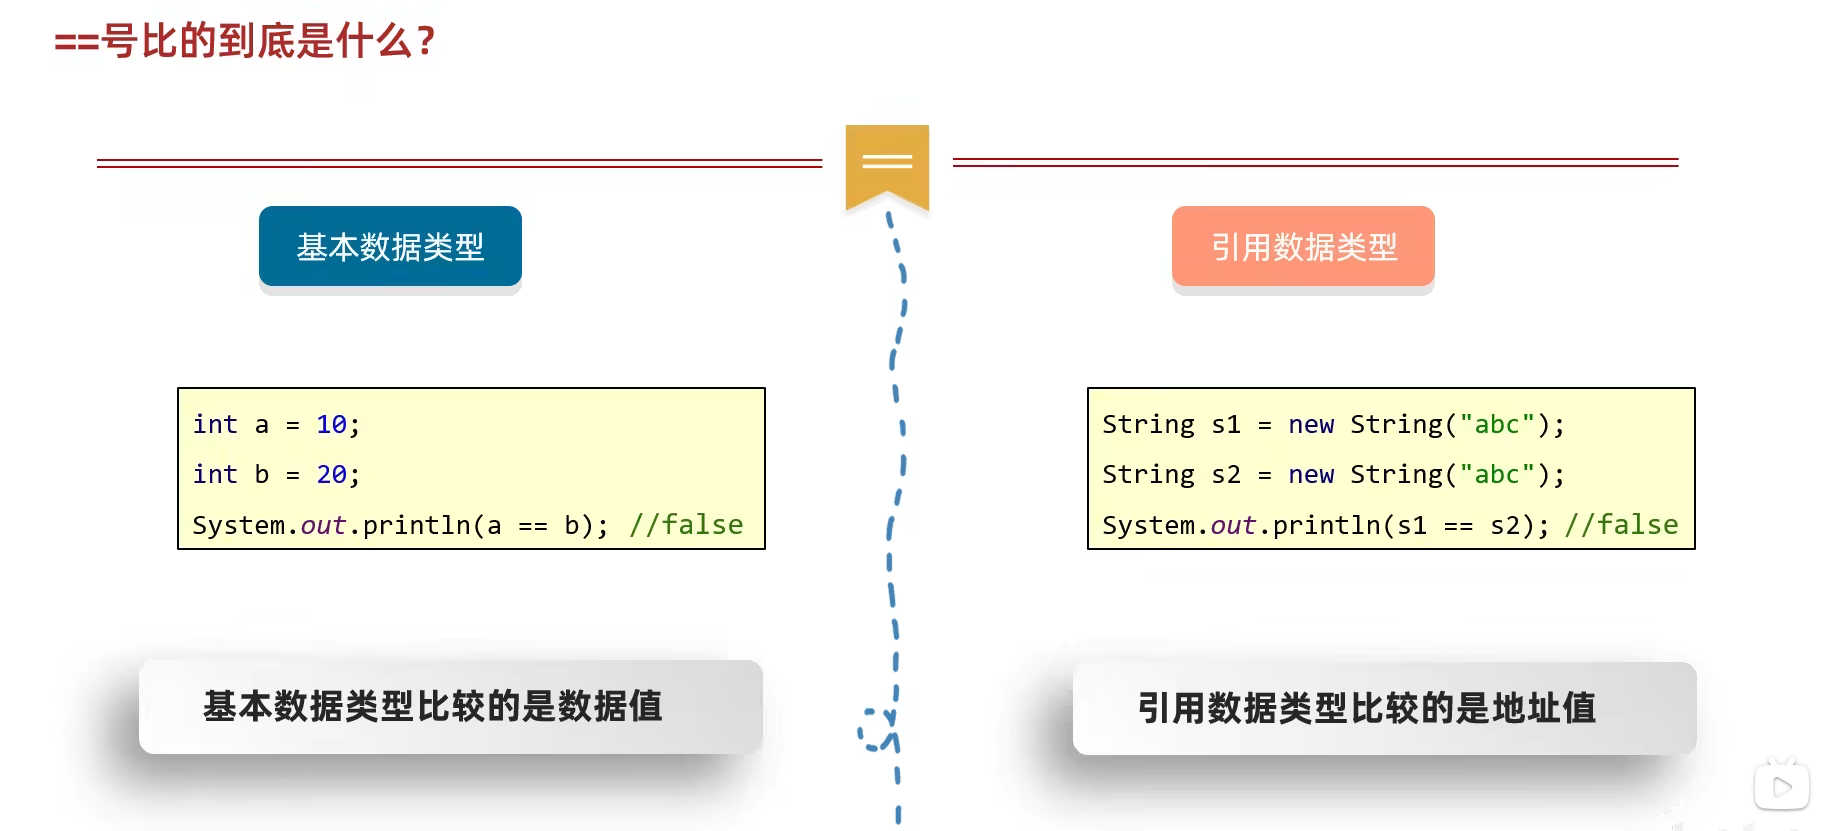 ==号比的到底是什么？
基本数据类型
引用数据类型
int a = 10;
int b = 20;
System.out.println(a == b); //false
String s1 = new String("abc");
String s2 = new String("abc");
System.out.println(s1 == s2); //false
基本数据类型比较的是数据值
引用数据类型比较的是地址值